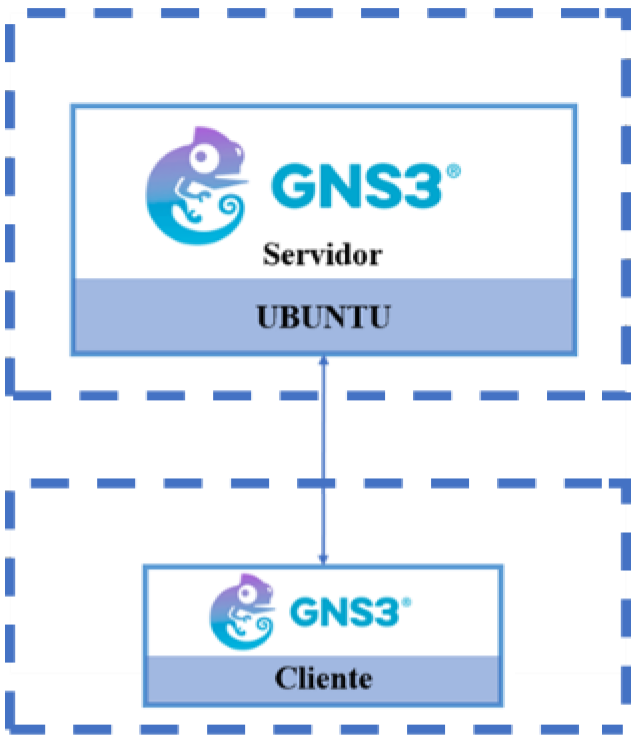 GNS3®
Servidor
UBUNTU
GNS3®
Cliente